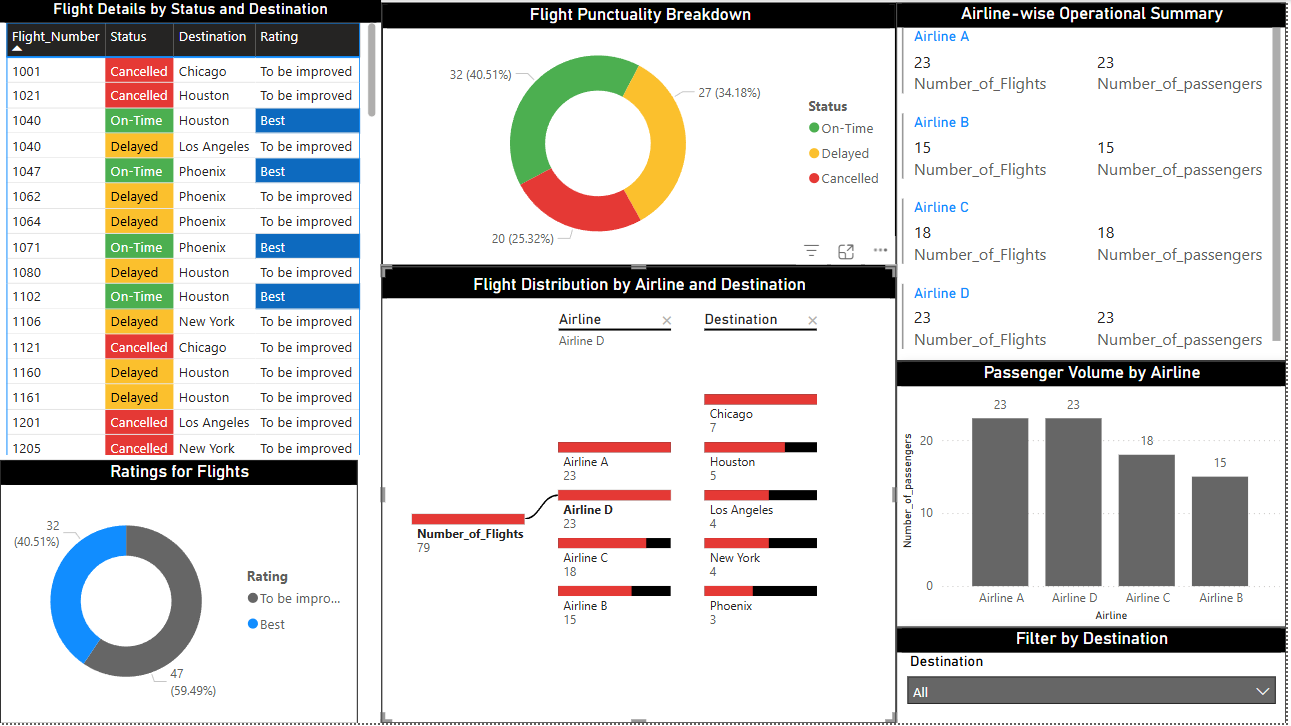 Flight Details by Status and Destination
Flight_Number Status Destination Rating
1001 Cancelled Chicago To be improved
1021 Cancelled Houston To be improved
1040 On-Time Houston Best
1040 Delayed Los Angeles To be improved
1047 On-Time Phoenix Best
1062 Delayed Phoenix To be improved
1064 Delayed Phoenix To be improved
1071 On-Time Phoenix Best
1080 Delayed Houston To be improved
1102 On-Time Houston Best
1106 Delayed New York To be improved
1121 Cancelled Chicago To be improved
1160 Delayed Houston To be improved
1161 Delayed Houston To be improved
1201 Cancelled Los Angeles To be improved
1205 Cancelled New York To be improved
Ratings for Flights
32
(40.51%)
47
(59.49%)
Rating
To be impro...
Best
Flight Punctuality Breakdown
32 (40.51%)
27 (34.18%)
20 (25.32%)
Status
On-Time
Delayed
Cancelled
Flight Distribution by Airline and Destination
Airline
Airline D
Destination
Number_of_Flights
79
Airline A
23
Airline D
23
Airline C
18
Airline B
15
Chicago
7
Houston
5
Los Angeles
4
New York
4
Phoenix
3
Airline-wise Operational Summary
Airline A
23 23
Number_of_Flights Number_of_passengers
Airline B
15 15
Number_of_Flights Number_of_passengers
Airline C
18 18
Number_of_Flights Number_of_passengers
Airline D
23 23
Number_of_Flights Number_of_passengers
Passenger Volume by Airline
Number_of_passengers
20
10
0
23 23 18 15
Airline A Airline D Airline C Airline B
Airline
Filter by Destination
Destination
All